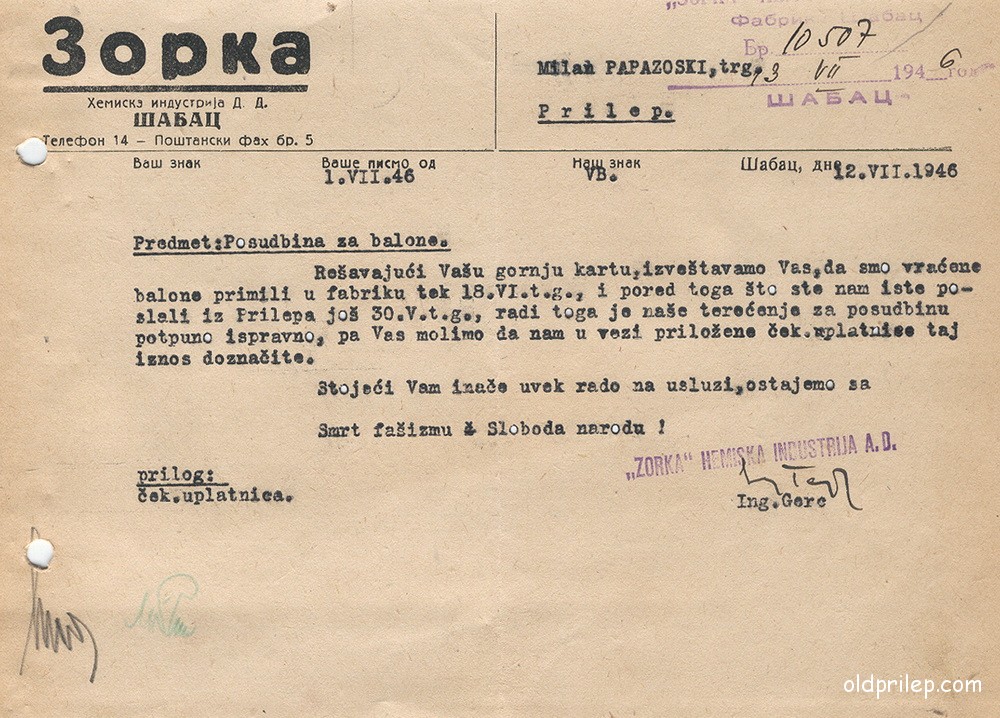 Зорка
Хемиска индустрија Д. Д.
ШАБАЦ
Телефон 14 — Поштански фах бр. 5
Фабрика Шабац
Бр. 10507
13 VII 1946 год
ШАБАЦ
Milan PAPAZOSKI,trg.
Prilep.
Ваш знак
Ваше писмо од
1.VII.46
Наш знак
VB.
Шабац, дне 12.VII.1946
Predmet:Posudbina za balone.
Rešavajući Vašu gornju kartu,izveštavamo Vas,da smo vraćene
balone primili u fabriku tek 18.VI.t.g., i pored toga što ste nam iste po-
slali iz Prilepa još 30.V.t.g., radi toga je naše terećenje za posudbinu
potpuno ispravno, pa Vas molimo da nam u vezi priložene ček.uplatnice taj
iznos doznačite.
Stojeći Vam inače uvek rado na usluzi,ostajemo sa
Smrt fašizmu & Sloboda narodu !
„ZORKA“ HEMISKA INDUSTRIJA A.D.
Ing.Gerc
prilog:
ček.uplatnica.
oldprilep.com